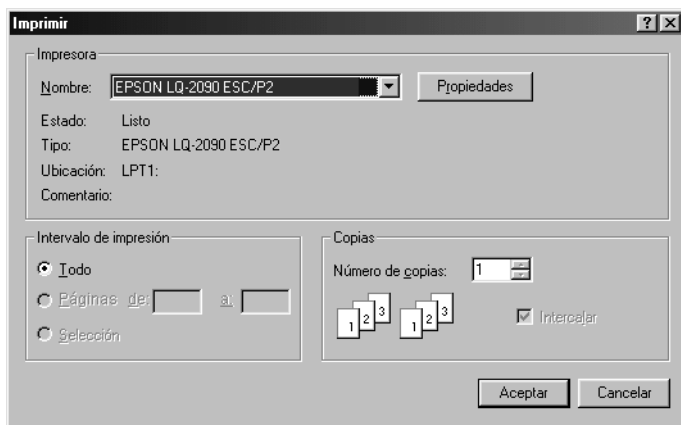 Imprimir
Impresora
Nombre: EPSON LQ-2090 ESC/P2 Propiedades
Estado: Listo
Tipo: EPSON LQ-2090 ESC/P2
Ubicación: LPT1:
Comentario:
Intervalo de impresión
Todo
Páginas de: a:
Selección
Copias
Número de copias: 1
1 2 3 1 2 3
Intercalar
Aceptar Cancelar